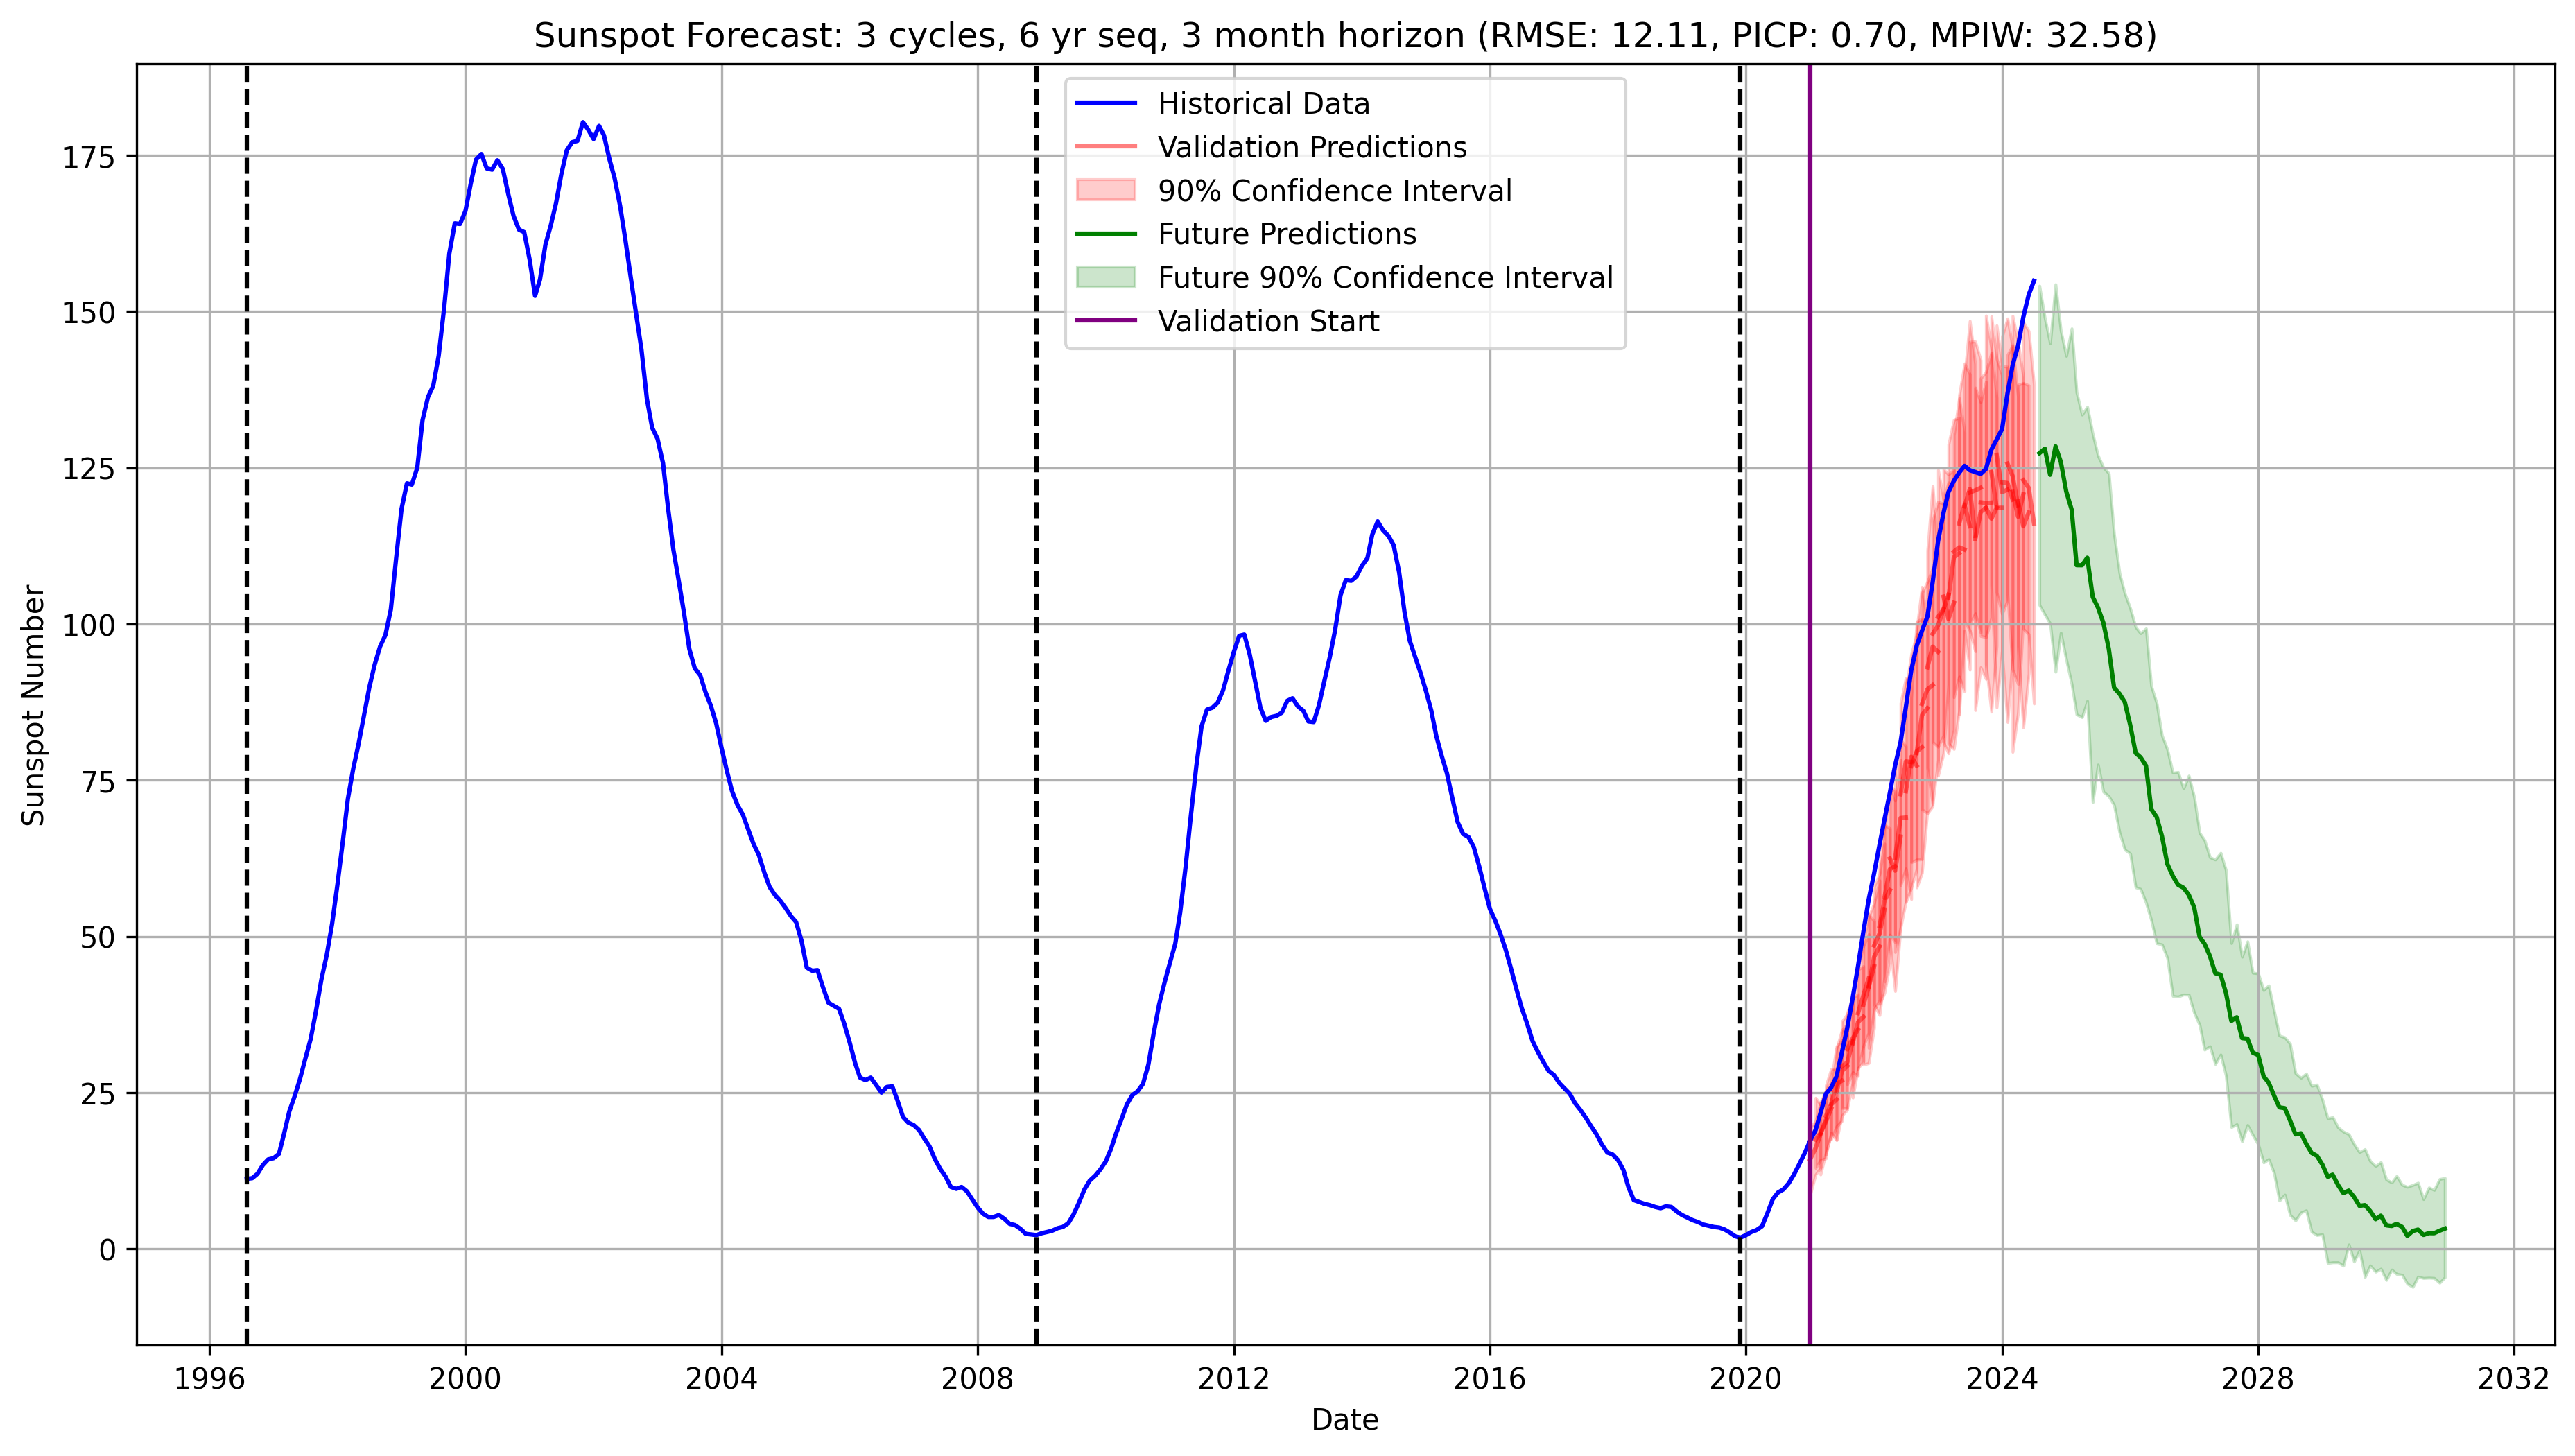 Sunspot Forecast: 3 cycles, 6 yr seq, 3 month horizon (RMSE: 12.11, PICP: 0.70, MPIW: 32.58)
Historical Data
Validation Predictions
90% Confidence Interval
Future Predictions
Future 90% Confidence Interval
Validation Start
Sunspot Number
175
150
125
100
75
50
25
0
1996 2000 2004 2008 2012 2016 2020 2024 2028 2032
Date